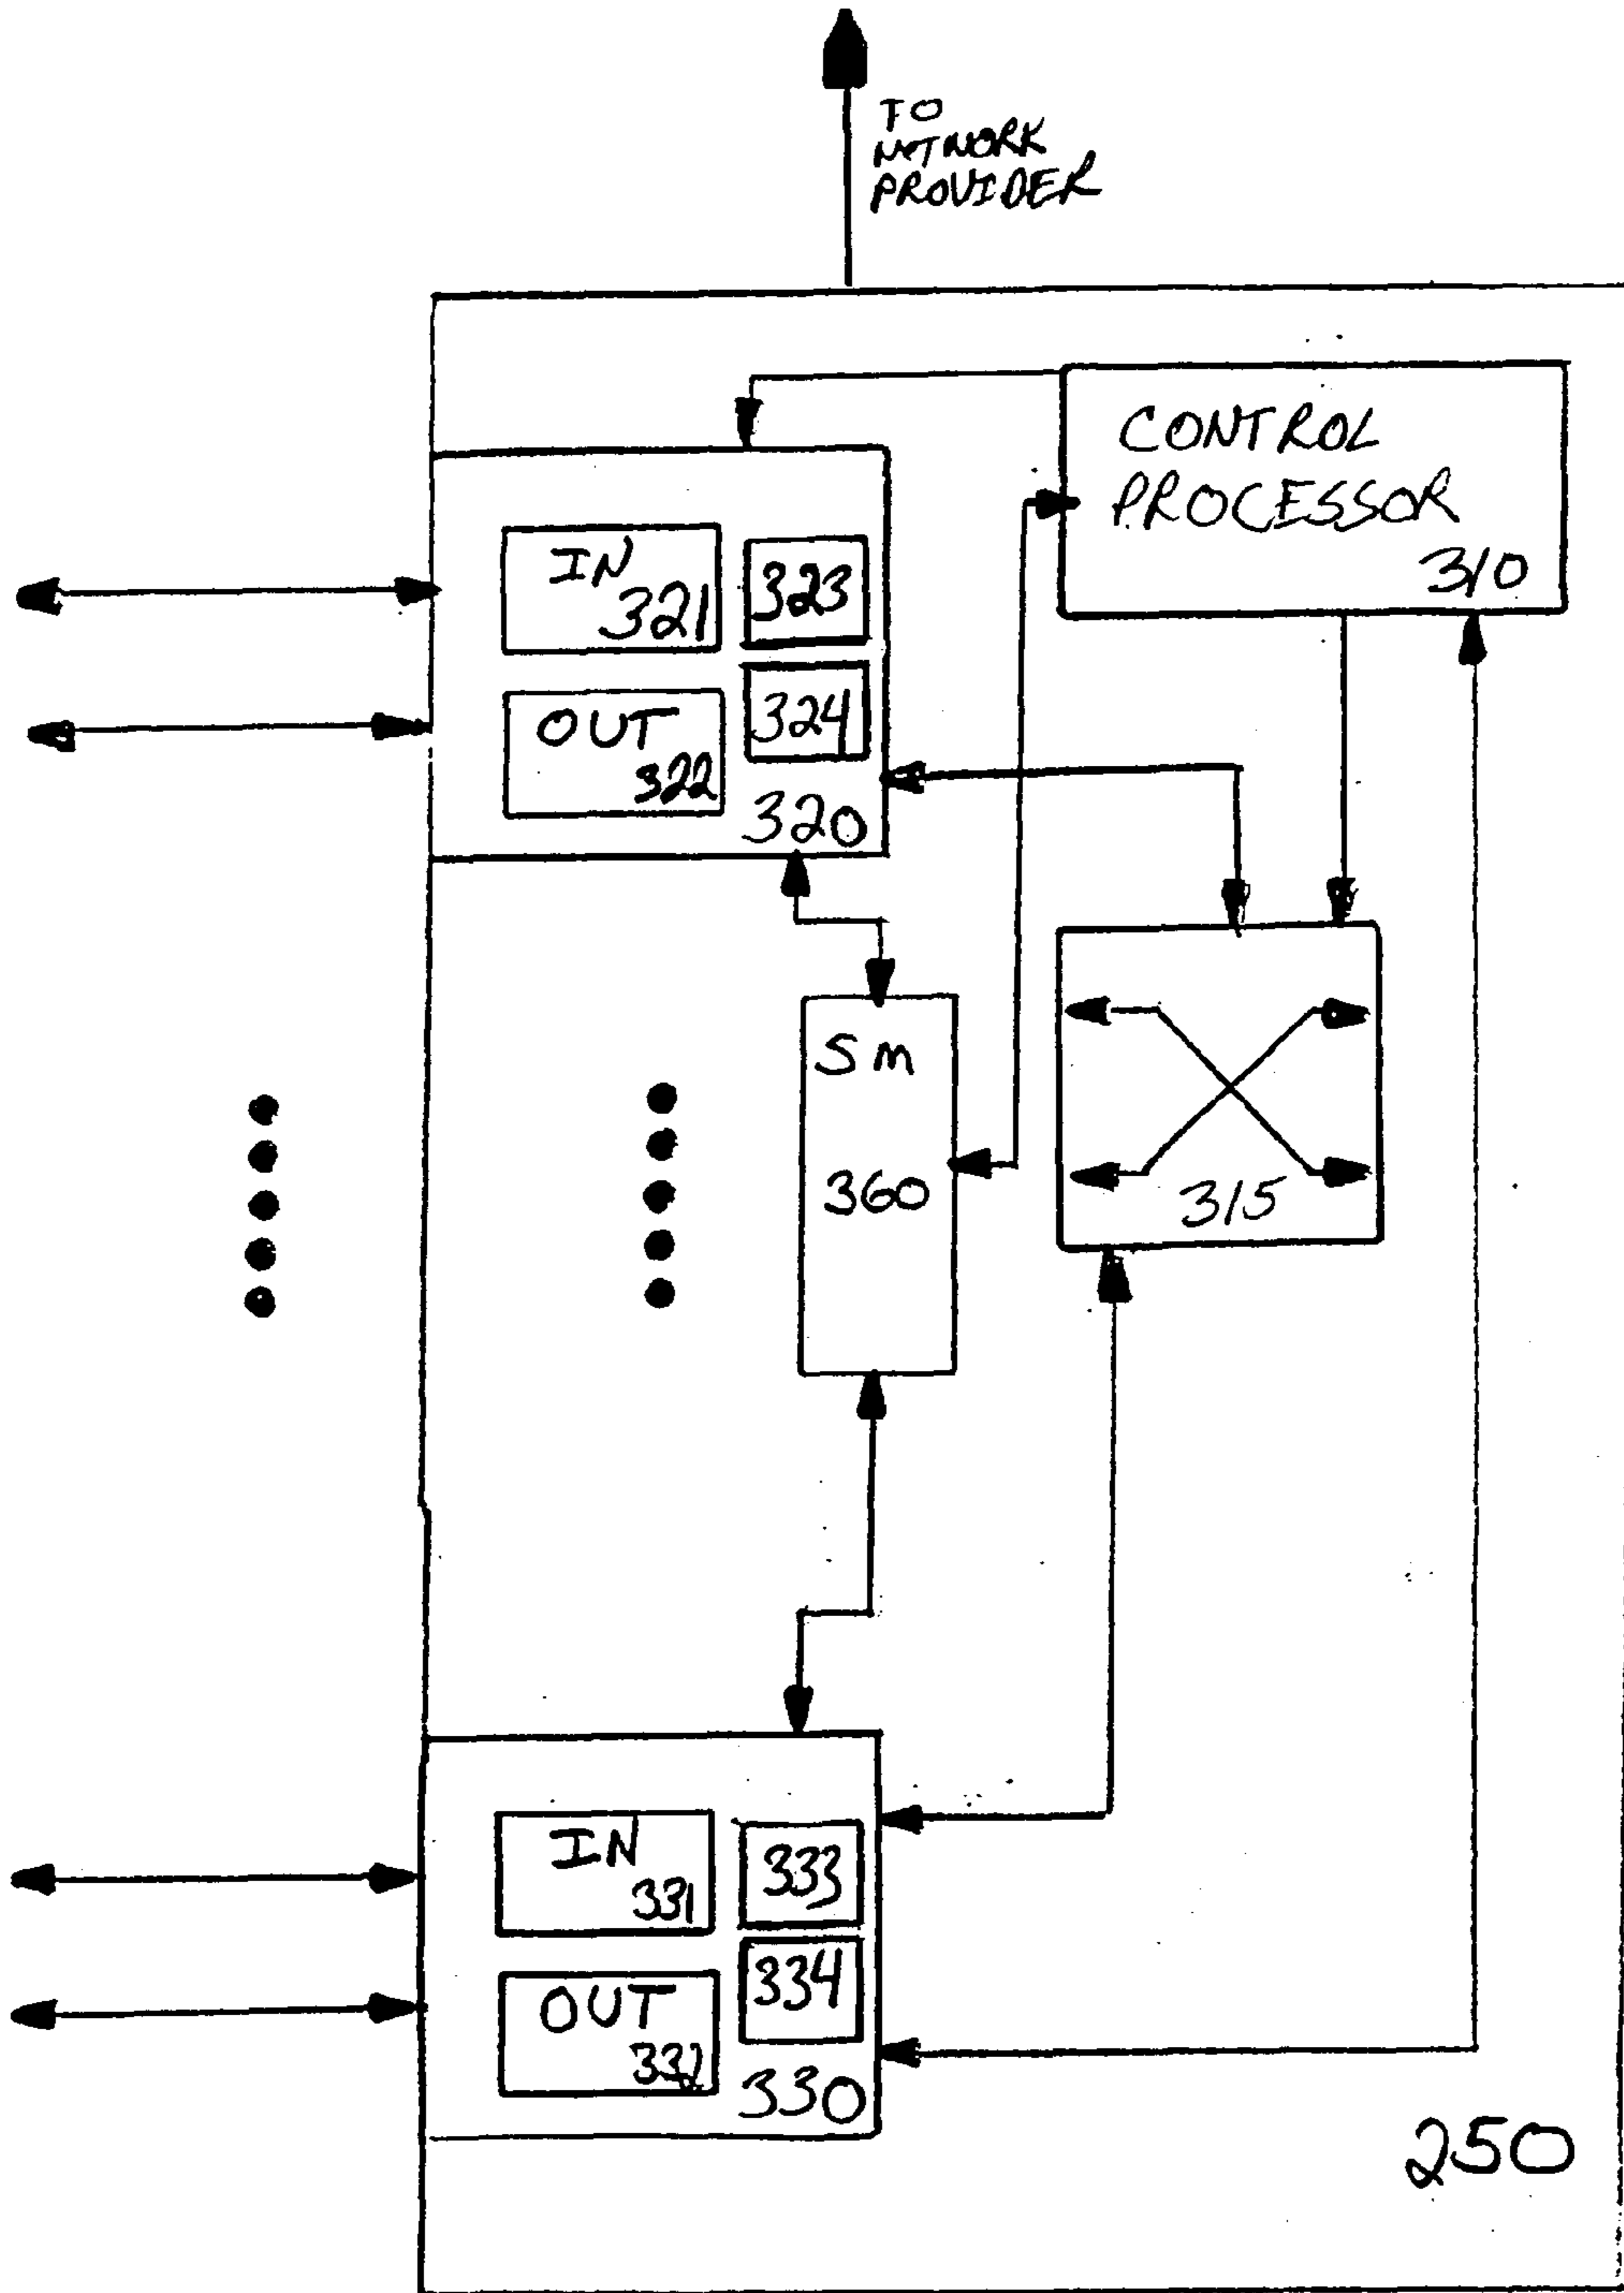 TO
NETWORK
PROVIDER
CONTROL
PROCESSOR
310
IN
321
323
OUT
322
324
320
SM
360
315
IN
331
333
OUT
332
334
330
250